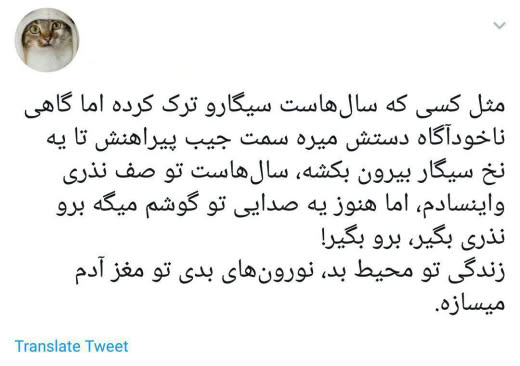 مثل کسی که سال‌هاست سیگارو ترک کرده اما گاهی
ناخودآگاه دستش میره سمت جیب پیراهنش تا یه
نخ سیگار بیرون بکشه، سال‌هاست تو صف نذری
واینسادم، اما هنوز یه صدایی تو گوشم میگه برو
نذری بگیر، برو بگیر!
زندگی تو محیط بد، نورون‌های بدی تو مغز آدم
میسازه.
Translate Tweet